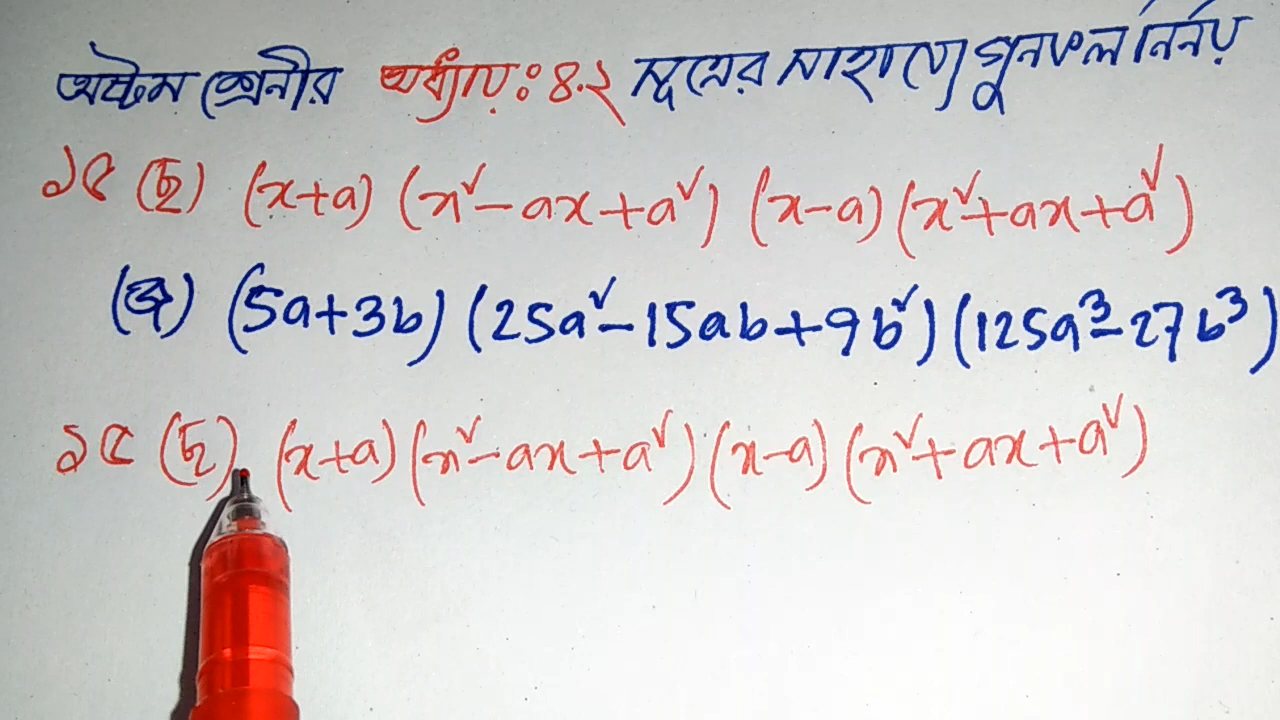 অষ্টম শ্রেনীর অধ্যায়ঃ ৪.২ সূত্রের সাহায্যে গুনফল নির্নয়
১৫ (ছ) (x+a) (x²-ax+a²) (x-a) (x²+ax+a²)
(জ) (5a+3b) (25a²-15ab+9b²) (125a³-27b³)
১৫ (ছ) (x+a) (x²-ax+a²) (x-a) (x²+ax+a²)